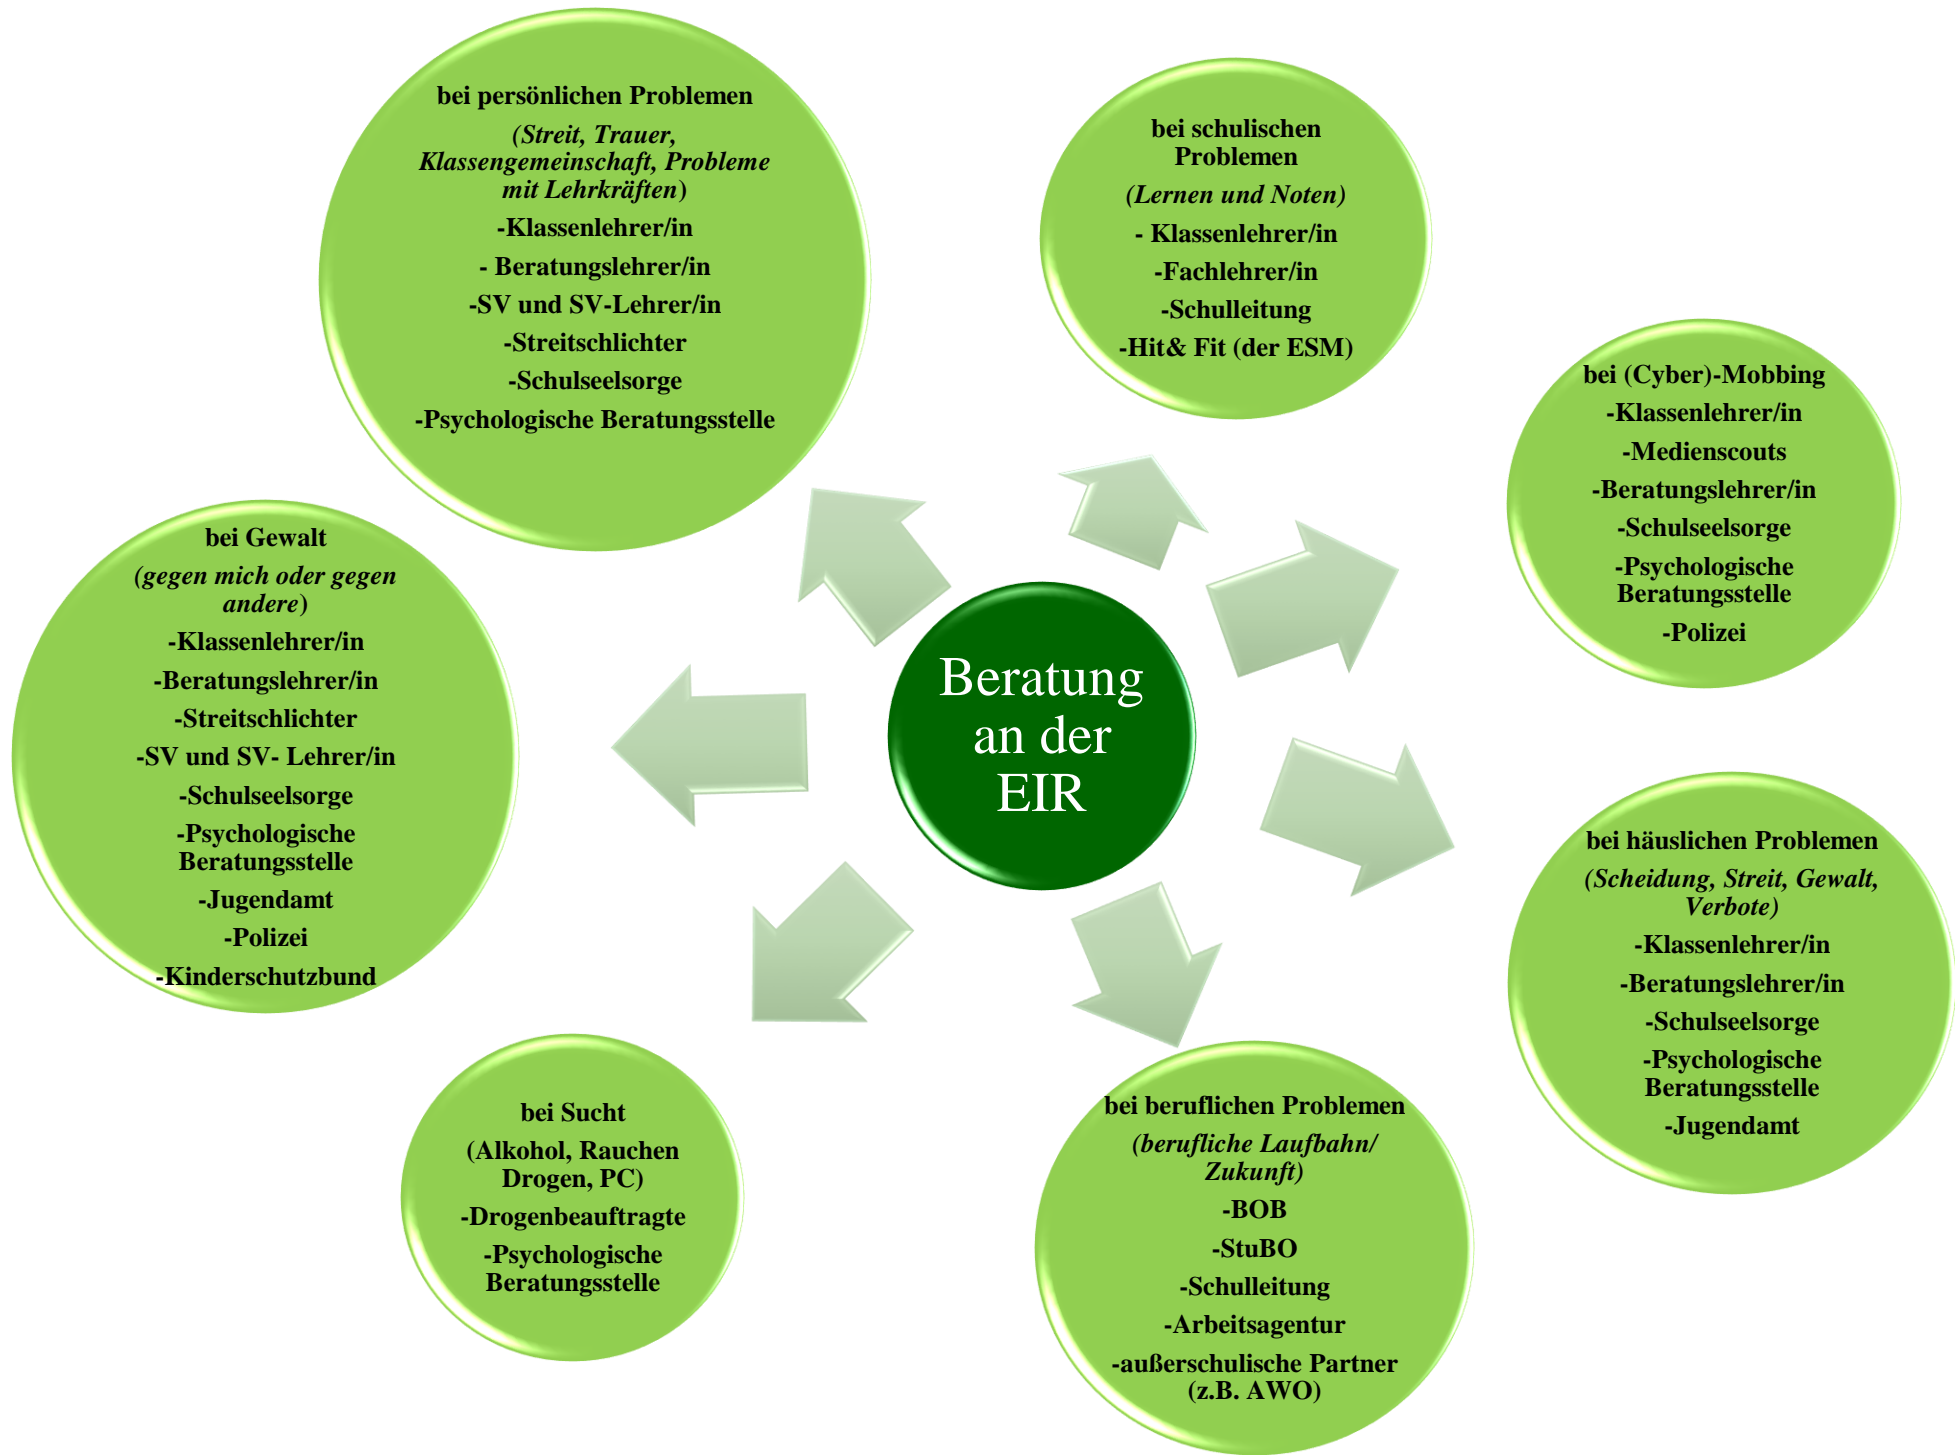 bei persönlichen Problemen
(Streit, Trauer,
Klassengemeinschaft, Probleme
mit Lehrkräften)
-Klassenlehrer/in
- Beratungslehrer/in
-SV und SV-Lehrer/in
-Streitschlichter
-Schulseelsorge
-Psychologische Beratungsstelle
bei schulischen
Problemen
(Lernen und Noten)
- Klassenlehrer/in
-Fachlehrer/in
-Schulleitung
-Hit& Fit (der ESM)
bei (Cyber)-Mobbing
-Klassenlehrer/in
-Medienscouts
-Beratungslehrer/in
-Schulseelsorge
-Psychologische
Beratungsstelle
-Polizei
bei Gewalt
(gegen mich oder gegen
andere)
-Klassenlehrer/in
-Beratungslehrer/in
-Streitschlichter
-SV und SV- Lehrer/in
-Schulseelsorge
-Psychologische
Beratungsstelle
-Jugendamt
-Polizei
-Kinderschutzbund
Beratung
an der
EIR
bei häuslichen Problemen
(Scheidung, Streit, Gewalt,
Verbote)
-Klassenlehrer/in
-Beratungslehrer/in
-Schulseelsorge
-Psychologische
Beratungsstelle
-Jugendamt
bei Sucht
(Alkohol, Rauchen
Drogen, PC)
-Drogenbeauftragte
-Psychologische
Beratungsstelle
bei beruflichen Problemen
(berufliche Laufbahn/
Zukunft)
-BOB
-StuBO
-Schulleitung
-Arbeitsagentur
-außerschulische Partner
(z.B. AWO)